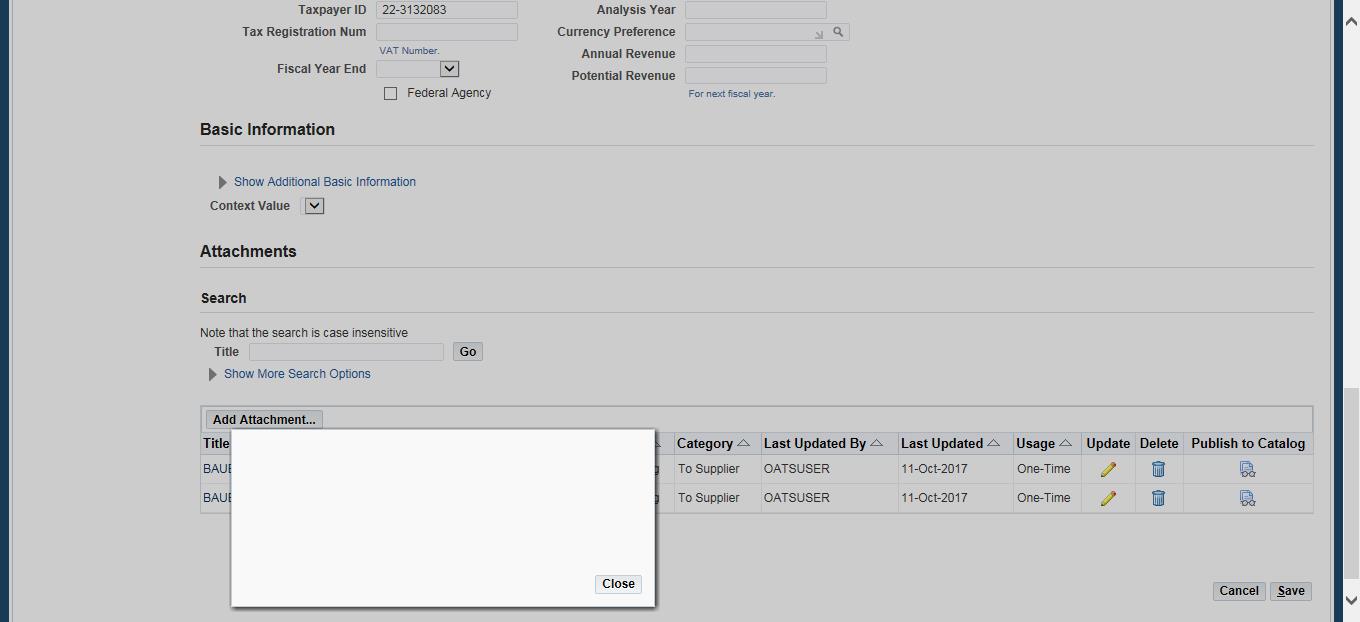 Taxpayer ID 22-3132083 Analysis Year
Tax Registration Num Currency Preference
VAT Number. Annual Revenue
Fiscal Year End Potential Revenue
Federal Agency For next fiscal year.
Basic Information
Show Additional Basic Information
Context Value
Attachments
Search
Note that the search is case insensitive
Title Go
Show More Search Options
Add Attachment...
Title Category Last Updated By Last Updated Usage Update Delete Publish to Catalog
To Supplier OATSUSER 11-Oct-2017 One-Time
To Supplier OATSUSER 11-Oct-2017 One-Time
Close
Cancel Save